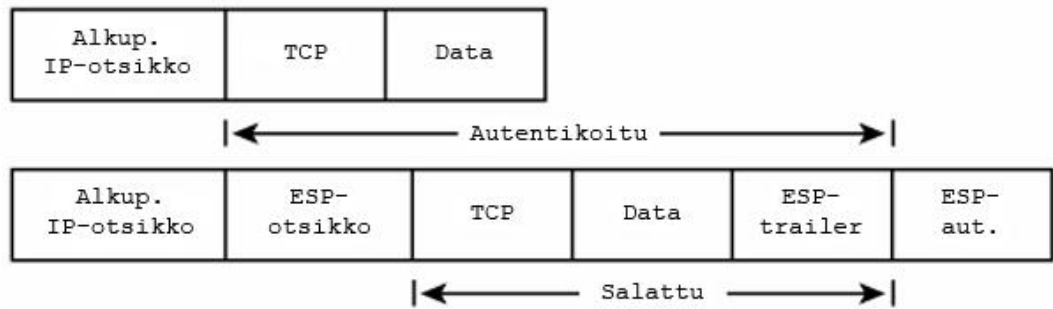 Alkup.
IP-otsikko
TCP
Data
Autentikoitu
Alkup.
IP-otsikko
ESP-
otsikko
TCP
Data
ESP-
trailer
ESP-
aut.
Salattu